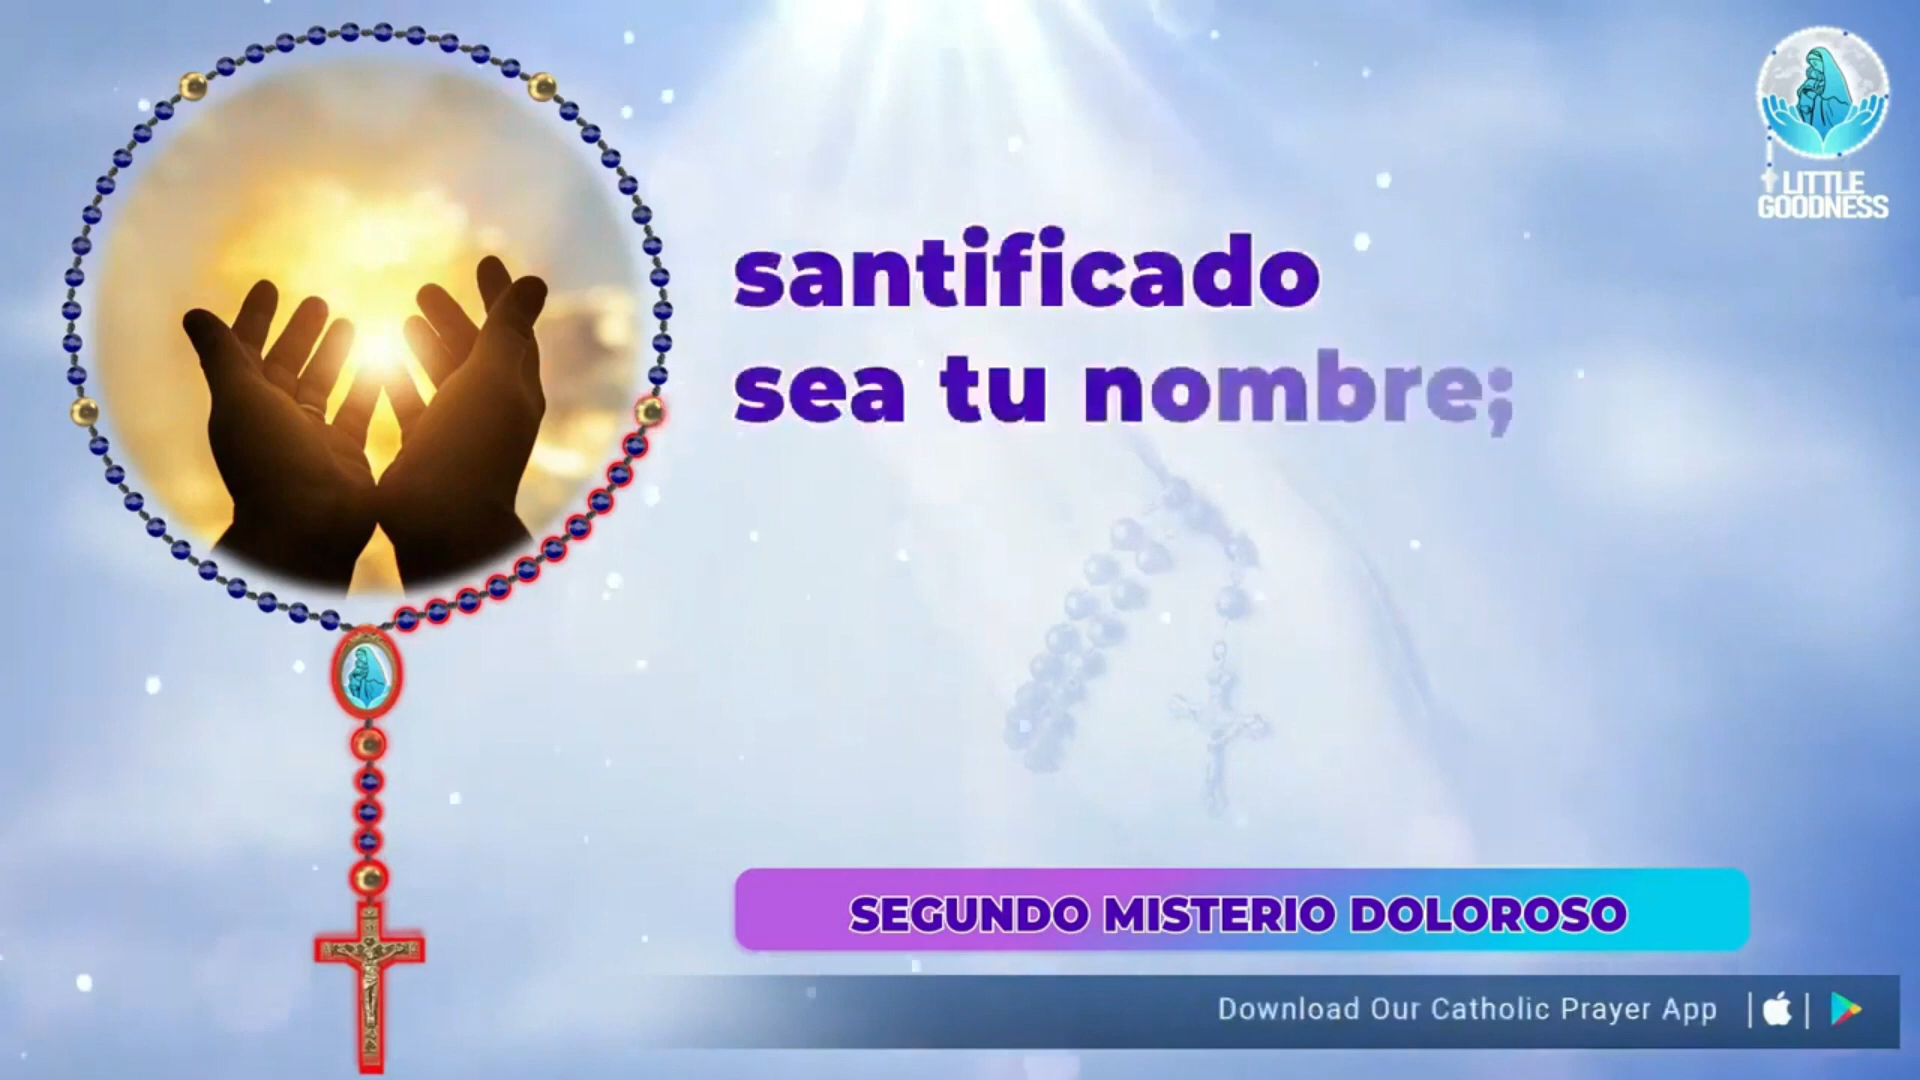 LITTLE
GOODNESS
santificado
sea tu nombre;
SEGUNDO MISTERIO DOLOROSO
Download Our Catholic Prayer App